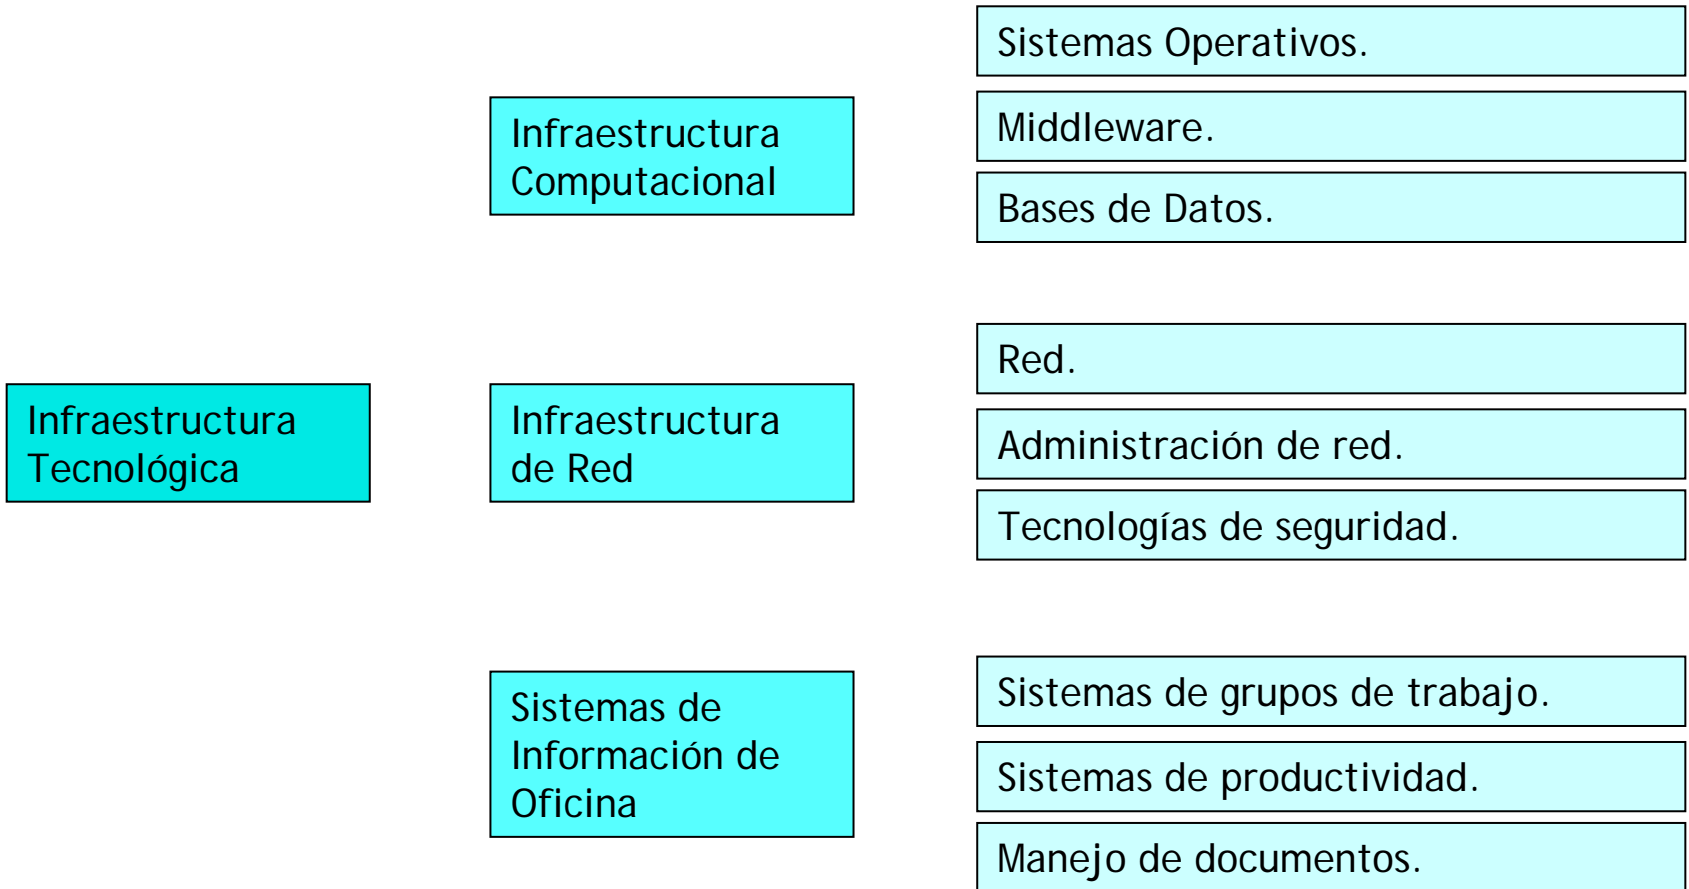 Infraestructura
Tecnológica
Infraestructura
Computacional
Sistemas Operativos.
Middleware.
Bases de Datos.
Infraestructura
de Red
Red.
Administración de red.
Tecnologías de seguridad.
Sistemas de
Información de
Oficina
Sistemas de grupos de trabajo.
Sistemas de productividad.
Manejo de documentos.